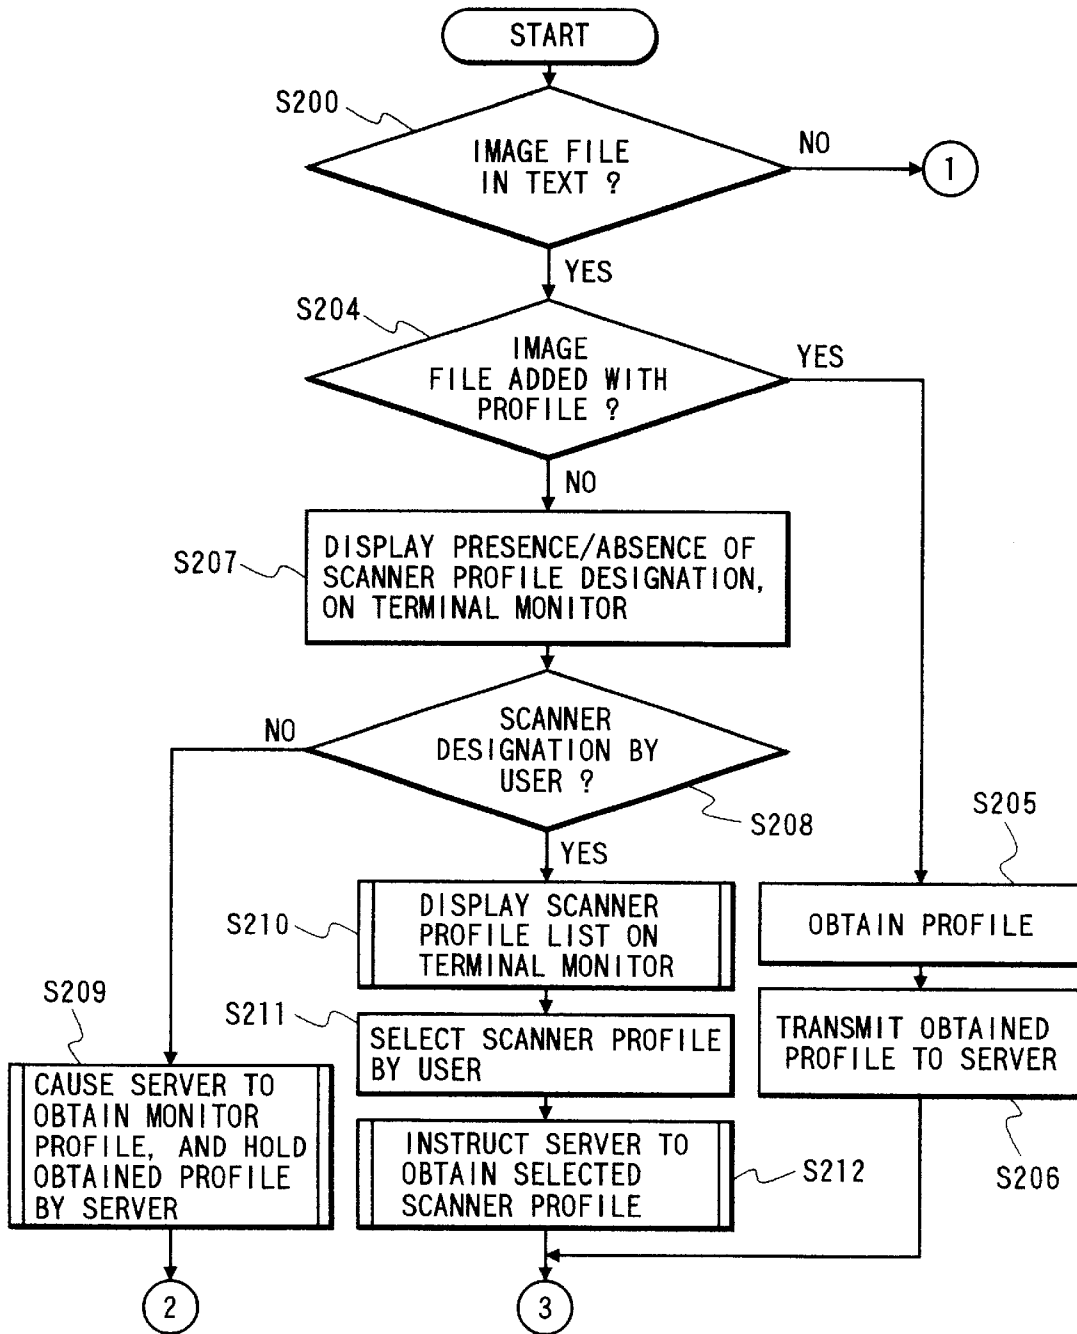 START
S200
IMAGE FILE
IN TEXT ?
NO
1
YES
S204
IMAGE
FILE ADDED WITH
PROFILE ?
YES
NO
S207
DISPLAY PRESENCE/ABSENCE OF
SCANNER PROFILE DESIGNATION,
ON TERMINAL MONITOR
NO
SCANNER
DESIGNATION BY
USER ?
S208
YES
S205
S210
DISPLAY SCANNER
PROFILE LIST ON
TERMINAL MONITOR
OBTAIN PROFILE
S209
S211
SELECT SCANNER PROFILE
BY USER
TRANSMIT OBTAINED
PROFILE TO SERVER
CAUSE SERVER TO
OBTAIN MONITOR
PROFILE, AND HOLD
OBTAINED PROFILE
BY SERVER
INSTRUCT SERVER TO
OBTAIN SELECTED
SCANNER PROFILE
S212
S206
2
3